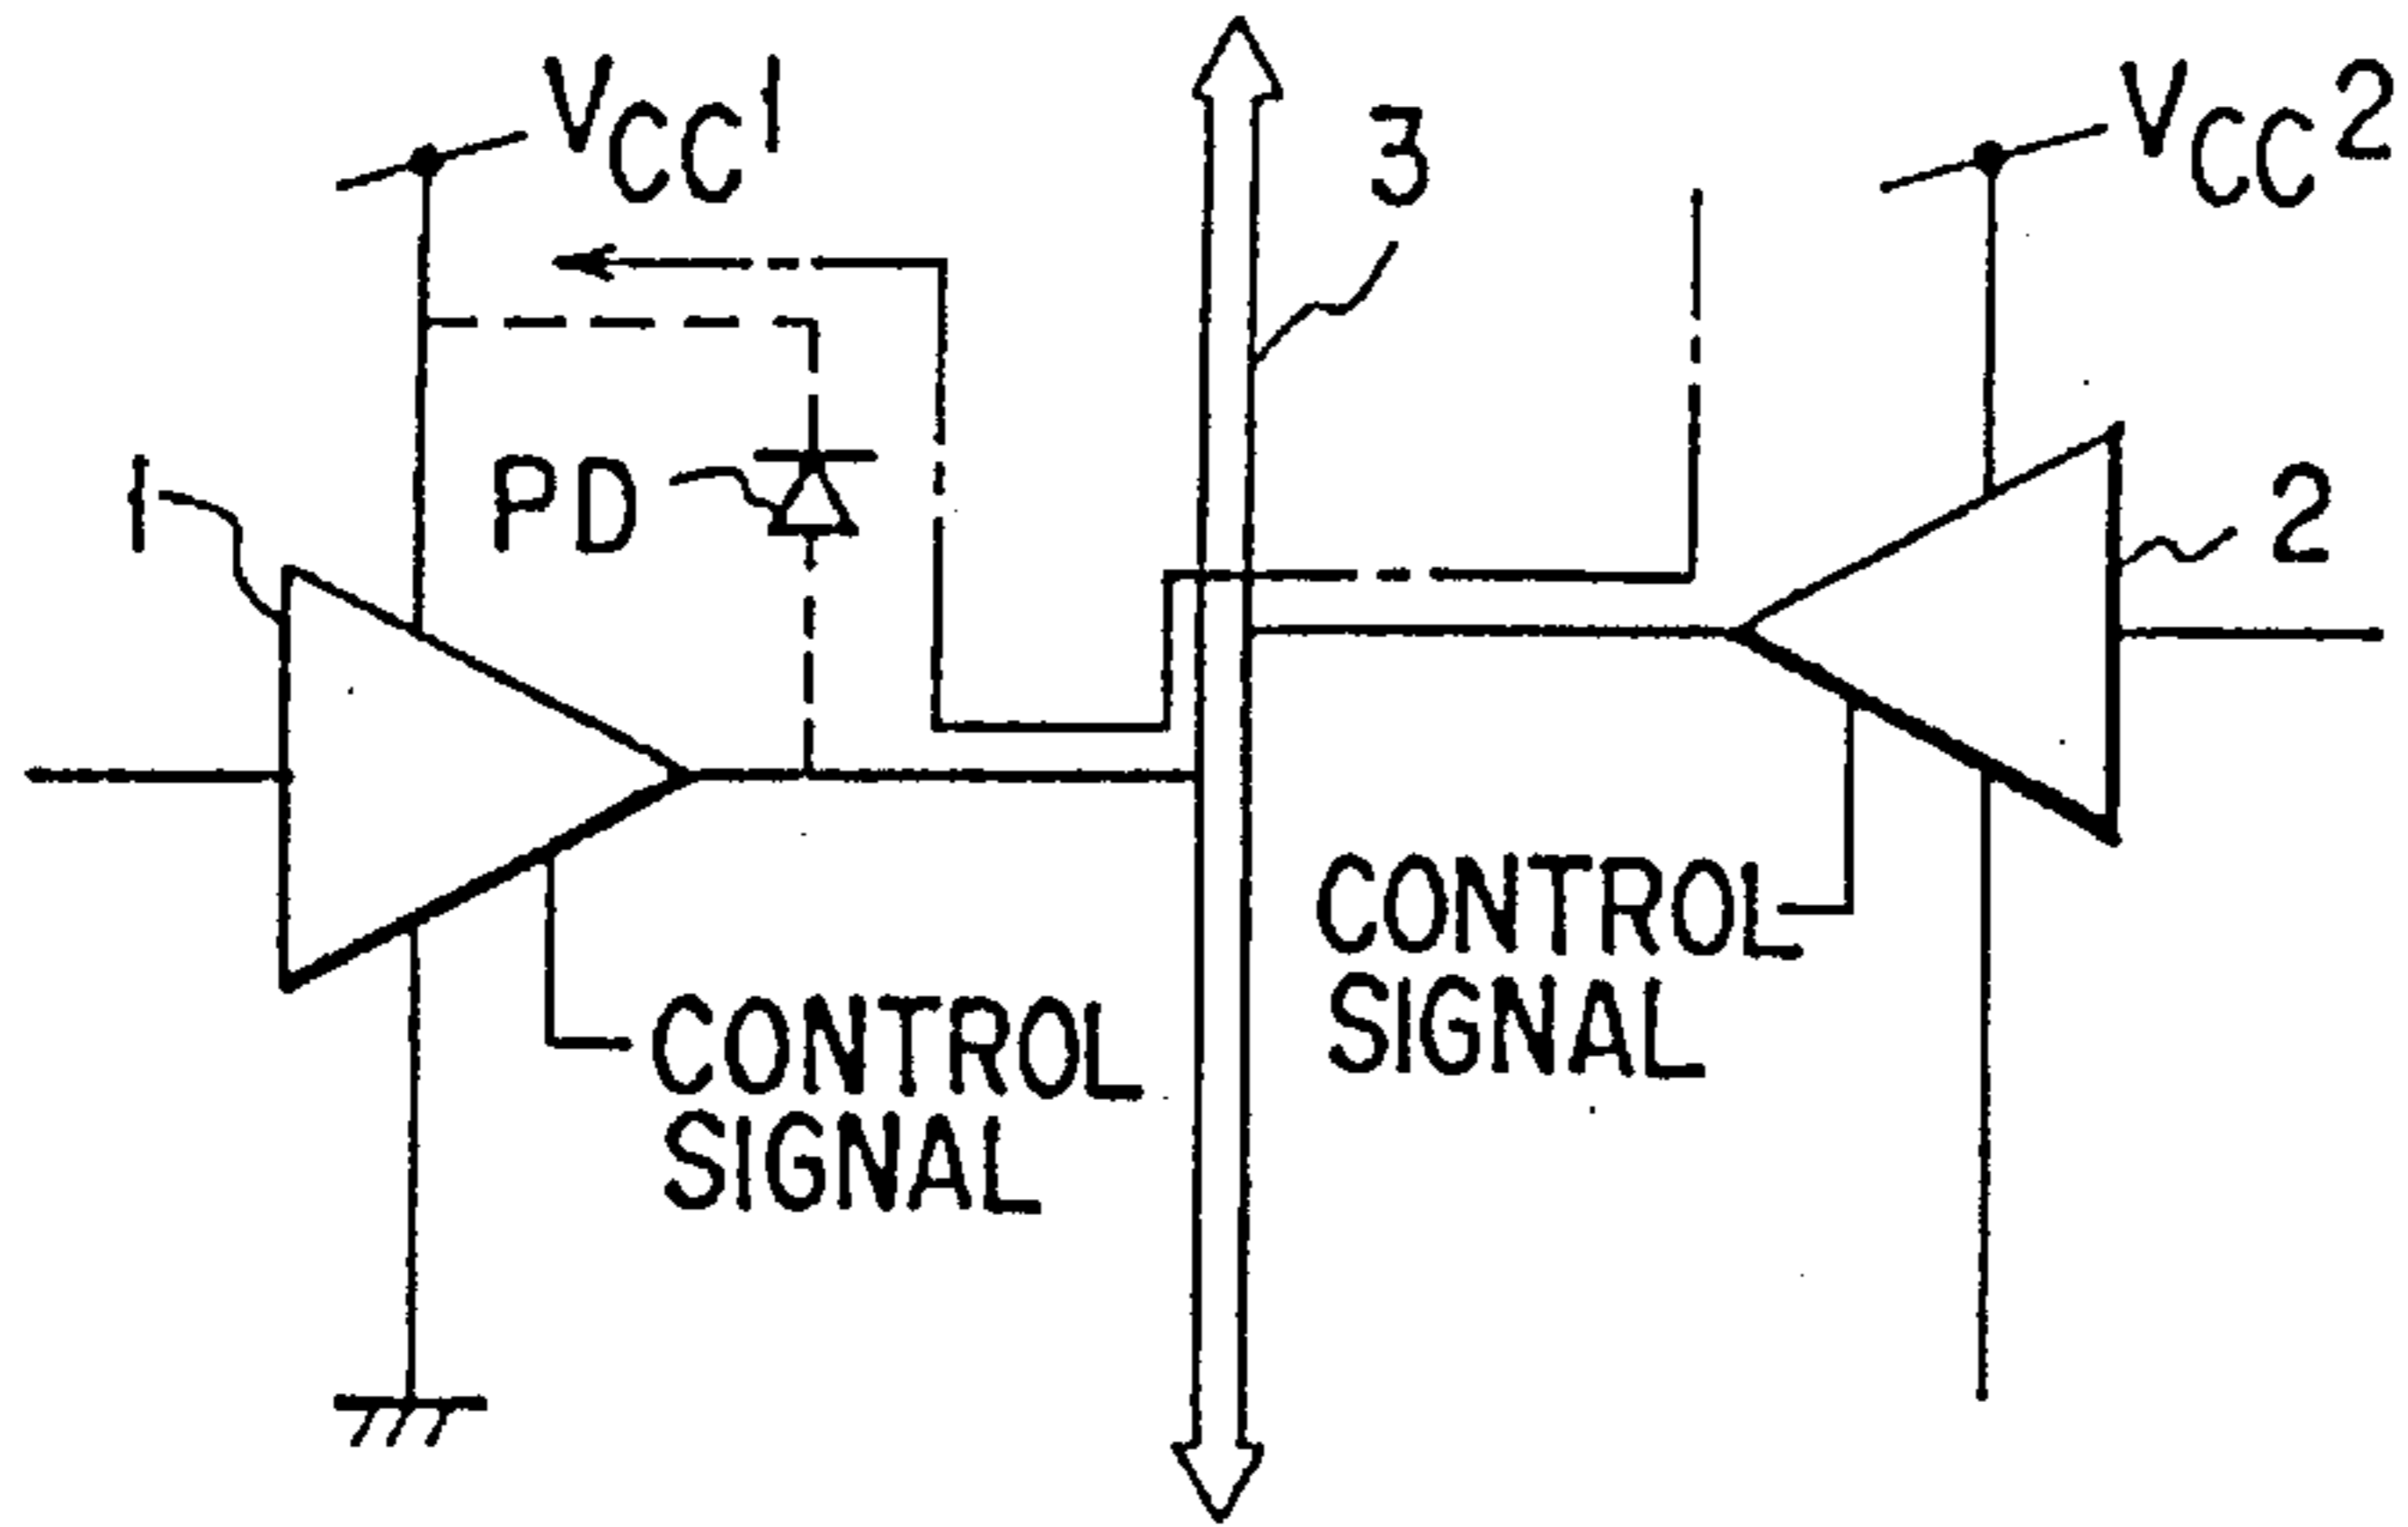 VCC1
3
VCC2
1
PD
2
CONTROL
SIGNAL
CONTROL
SIGNAL